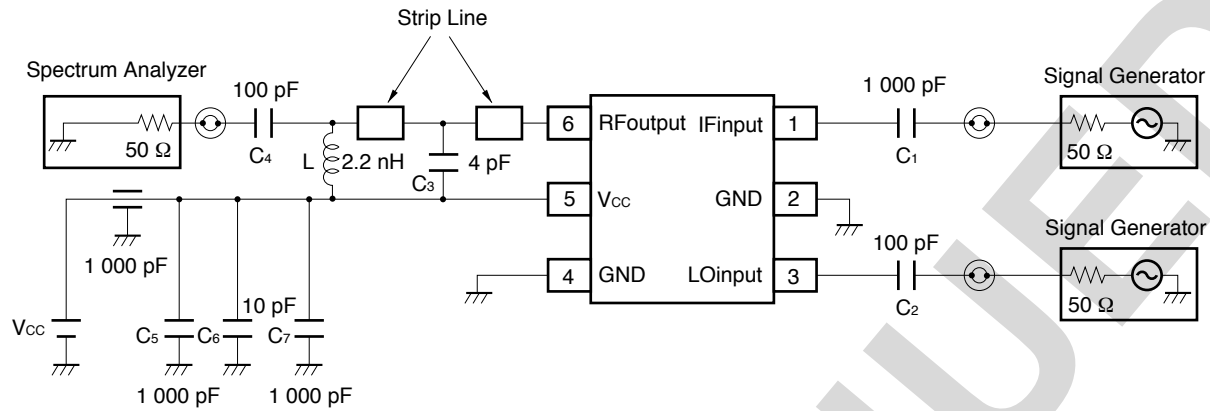 Strip Line
Spectrum Analyzer
100 pF
1 000 pF
Signal Generator
6
RFoutput
IFinput
1
50 Ω
C4
L
2.2 nH
C3
4 pF
C1
50 Ω
5
VCC
GND
2
Signal Generator
100 pF
1 000 pF
4
GND
LOinput
3
10 pF
C2
50 Ω
VCC
C5
C6
C7
1 000 pF
1 000 pF